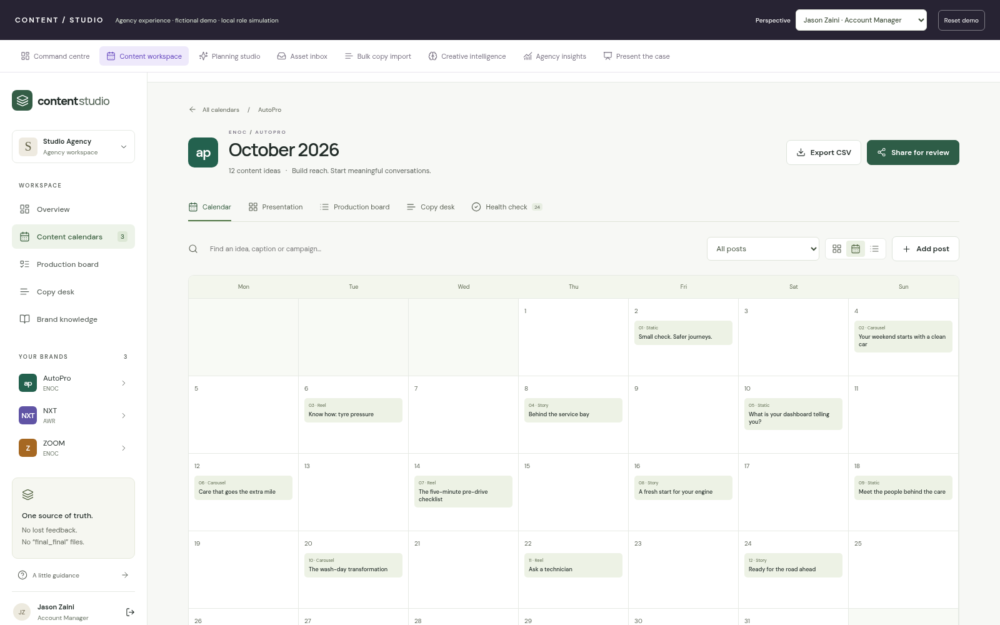 CONTENT / STUDIO
Agency experience · fictional demo · local role simulation
Perspective
Jason Zaini · Account Manager
Reset demo
Command centre
Content workspace
Planning studio
Asset inbox
Bulk copy import
Creative intelligence
Agency insights
Present the case
contentstudio
S
Studio Agency
Agency workspace
WORKSPACE
Overview
Content calendars 3
Production board
Copy desk
Brand knowledge
YOUR BRANDS 3
ap
AutoPro
ENOC
NXT
NXT
AWR
Z
ZOOM
ENOC
One source of truth.
No lost feedback.
No “final_final” files.
A little guidance
JZ
Jason Zaini
Account Manager
All calendars / AutoPro
ap
ENOC / AUTOPRO
October 2026
12 content ideas · Build reach. Start meaningful conversations.
Export CSV
Share for review
Calendar
Presentation
Production board
Copy desk
Health check 24
Find an idea, caption or campaign...
All posts
Add post
Mon Tue Wed Thu Fri Sat Sun
1
2
01 · Static
Small check. Safer journeys.
3
4
02 · Carousel
Your weekend starts with a clean
car
5
6
03 · Reel
Know how: tyre pressure
7
8
04 · Story
Behind the service bay
9
10
05 · Static
What is your dashboard telling
you?
11
12
06 · Carousel
Care that goes the extra mile
13
14
07 · Reel
The five-minute pre-drive
checklist
15
16
08 · Story
A fresh start for your engine
17
18
09 · Static
Meet the people behind the care
19
20
10 · Carousel
The wash-day transformation
21
22
11 · Reel
Ask a technician
23
24
12 · Story
Ready for the road ahead
25
26
27
28
29
30
31